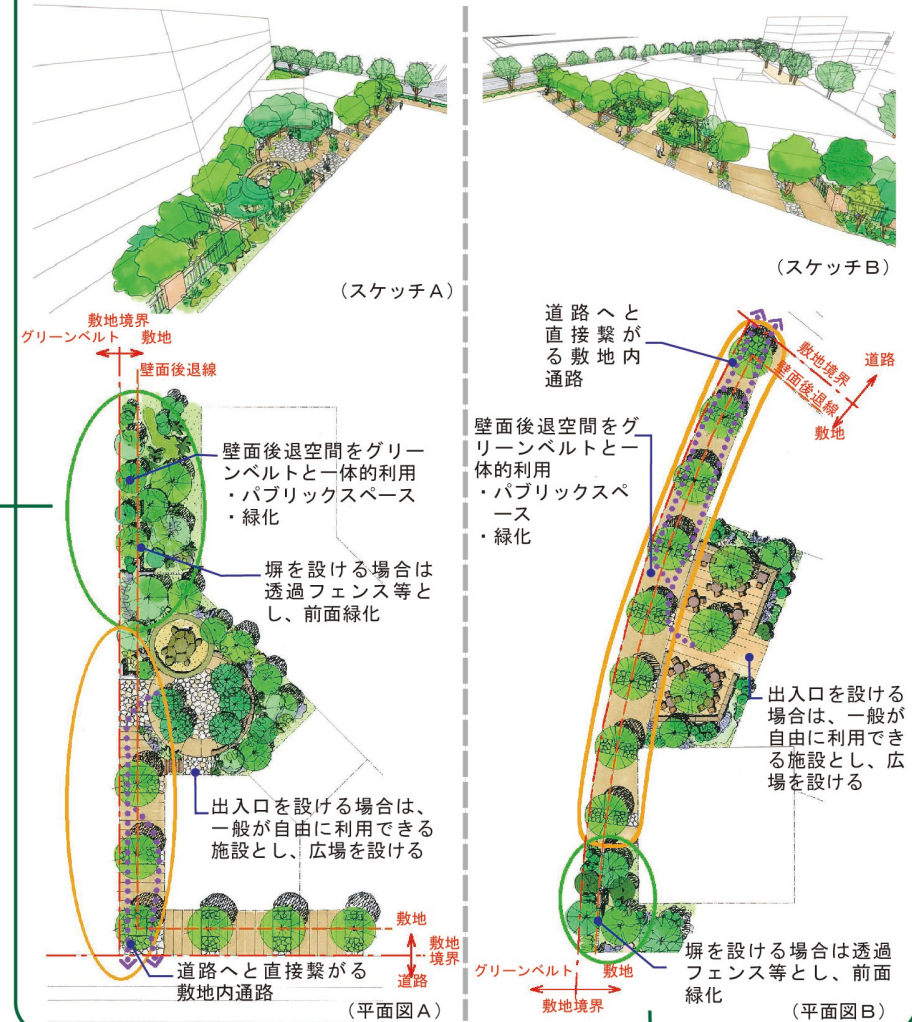 （スケッチA）
敷地境界
グリーンベルト
敷地
壁面後退線
壁面後退空間をグリー
ンベルトと一体的利用
・パブリックスペース
・緑化
塀を設ける場合は
透過フェンス等と
し、前面緑化
出入口を設ける場合は、
一般が自由に利用できる
施設とし、広場を設ける
敷地
敷地
境界
道路
道路へと直接繋がる
敷地内通路
（平面図A）
（スケッチB）
道路へと
直接繋が
る敷地内
通路
敷地境界
壁面後退線
道路
敷地
壁面後退空間をグ
リーンベルトと一
体的利用
・パブリックスペ
ース
・緑化
出入口を設ける
場合は、一般が
自由に利用でき
る施設とし、広
場を設ける
塀を設ける場合は透過
フェンス等とし、前面
緑化
グリーンベルト
敷地
敷地境界
（平面図B）